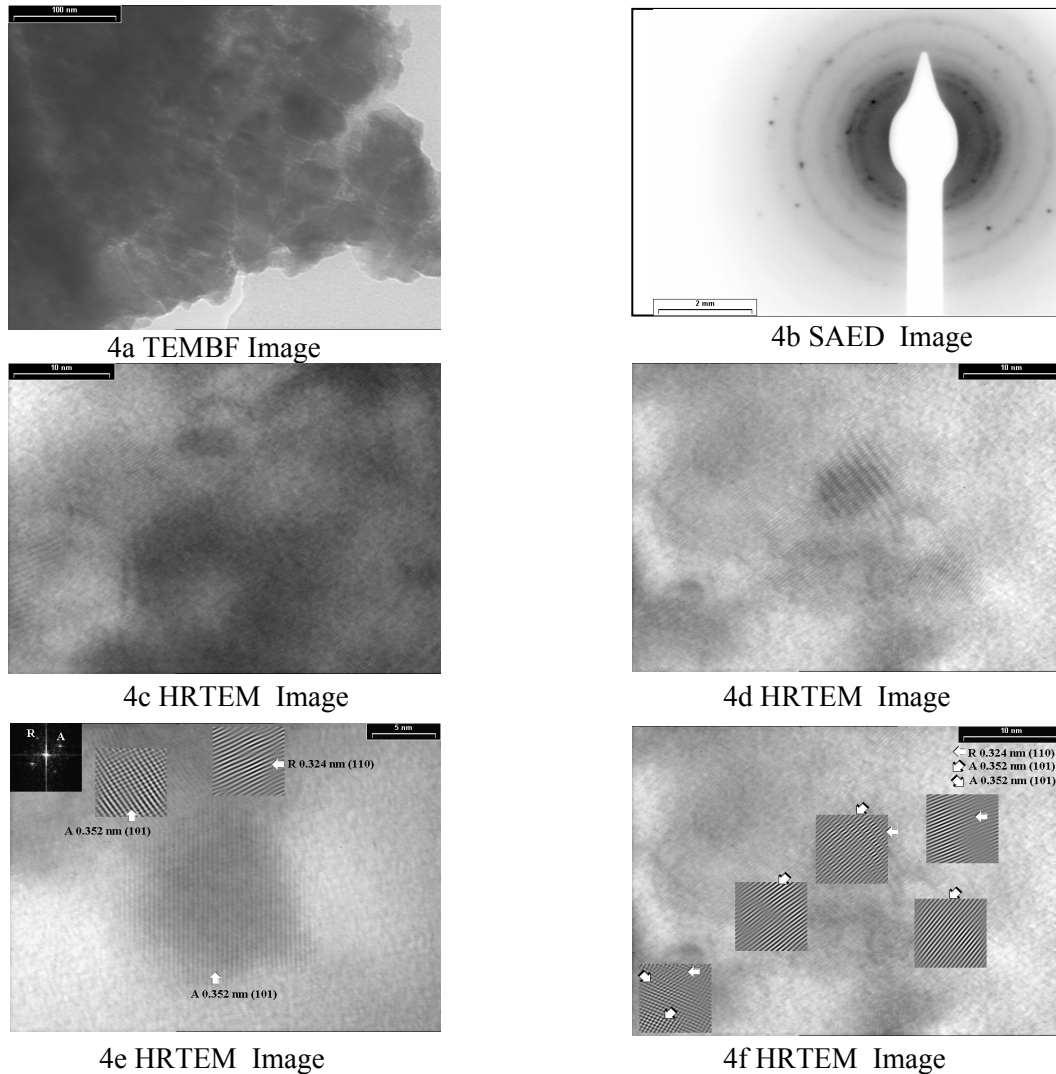 100 nm
4a TEMBF Image
2 mm
4b SAED Image
10 nm
4c HRTEM Image
10 nm
4d HRTEM Image
R A
5 nm
R 0.324 nm (110)
A 0.352 nm (101)
A 0.352 nm (101)
4e HRTEM Image
10 nm
R 0.324 nm (110)
A 0.352 nm (101)
A 0.352 nm (101)
4f HRTEM Image